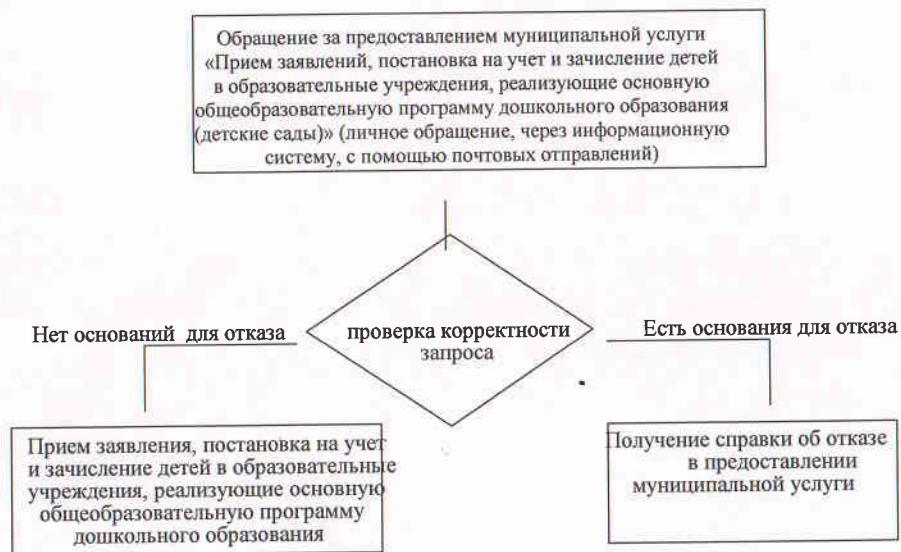 Обращение за предоставлением муниципальной услуги
«Прием заявлений, постановка на учет и зачисление детей
в образовательные учреждения, реализующие основную
общеобразовательную программу дошкольного образования
(детские сады)» (личное обращение, через информационную
систему, с помощью почтовых отправлений)
Нет оснований для отказа
проверка корректности
запроса
Есть основания для отказа
Прием заявления, постановка на учет
и зачисление детей в образовательные
учреждения, реализующие основную
общеобразовательную программу
дошкольного образования
Получение справки об отказе
в предоставлении
муниципальной услуги